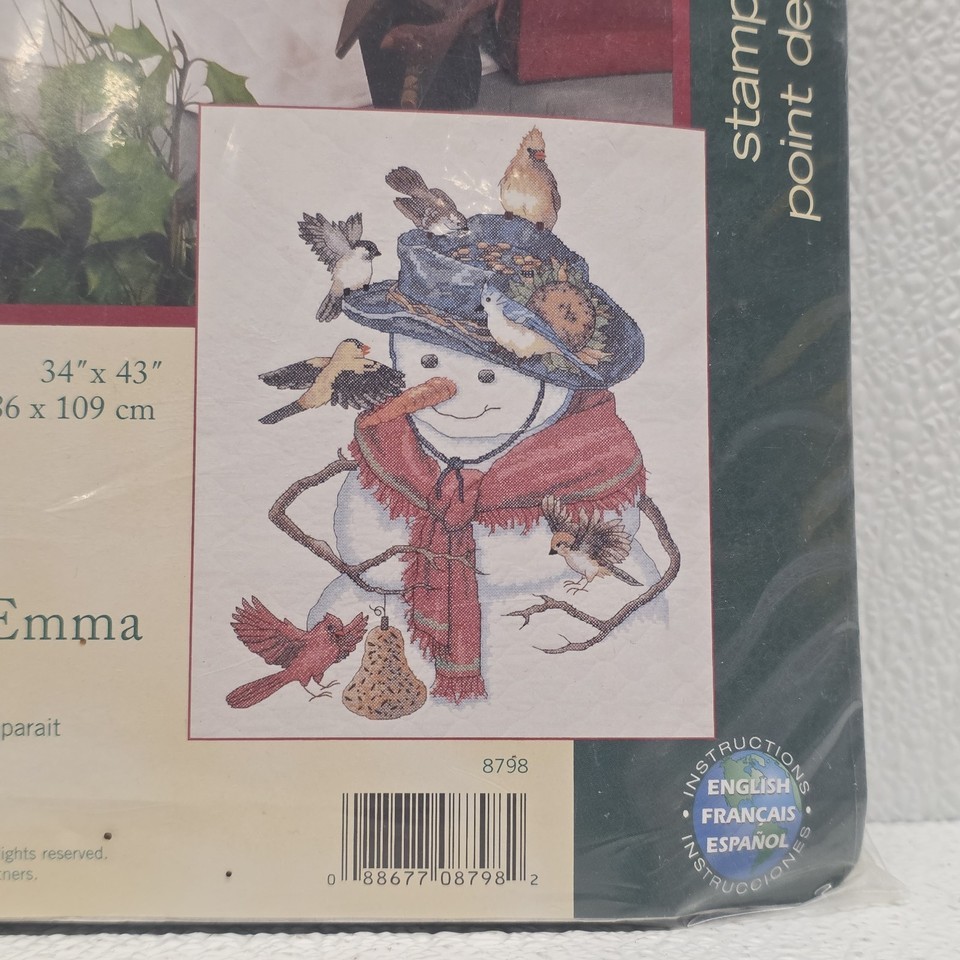 stamp
point de
34" x 43"
86 x 109 cm
Emma
parait
ights reserved.
tners.
8798
0 88677 08798 2
INSTRUCTIONS
ENGLISH
FRANÇAIS
ESPAÑOL
INSTRUCCIONES